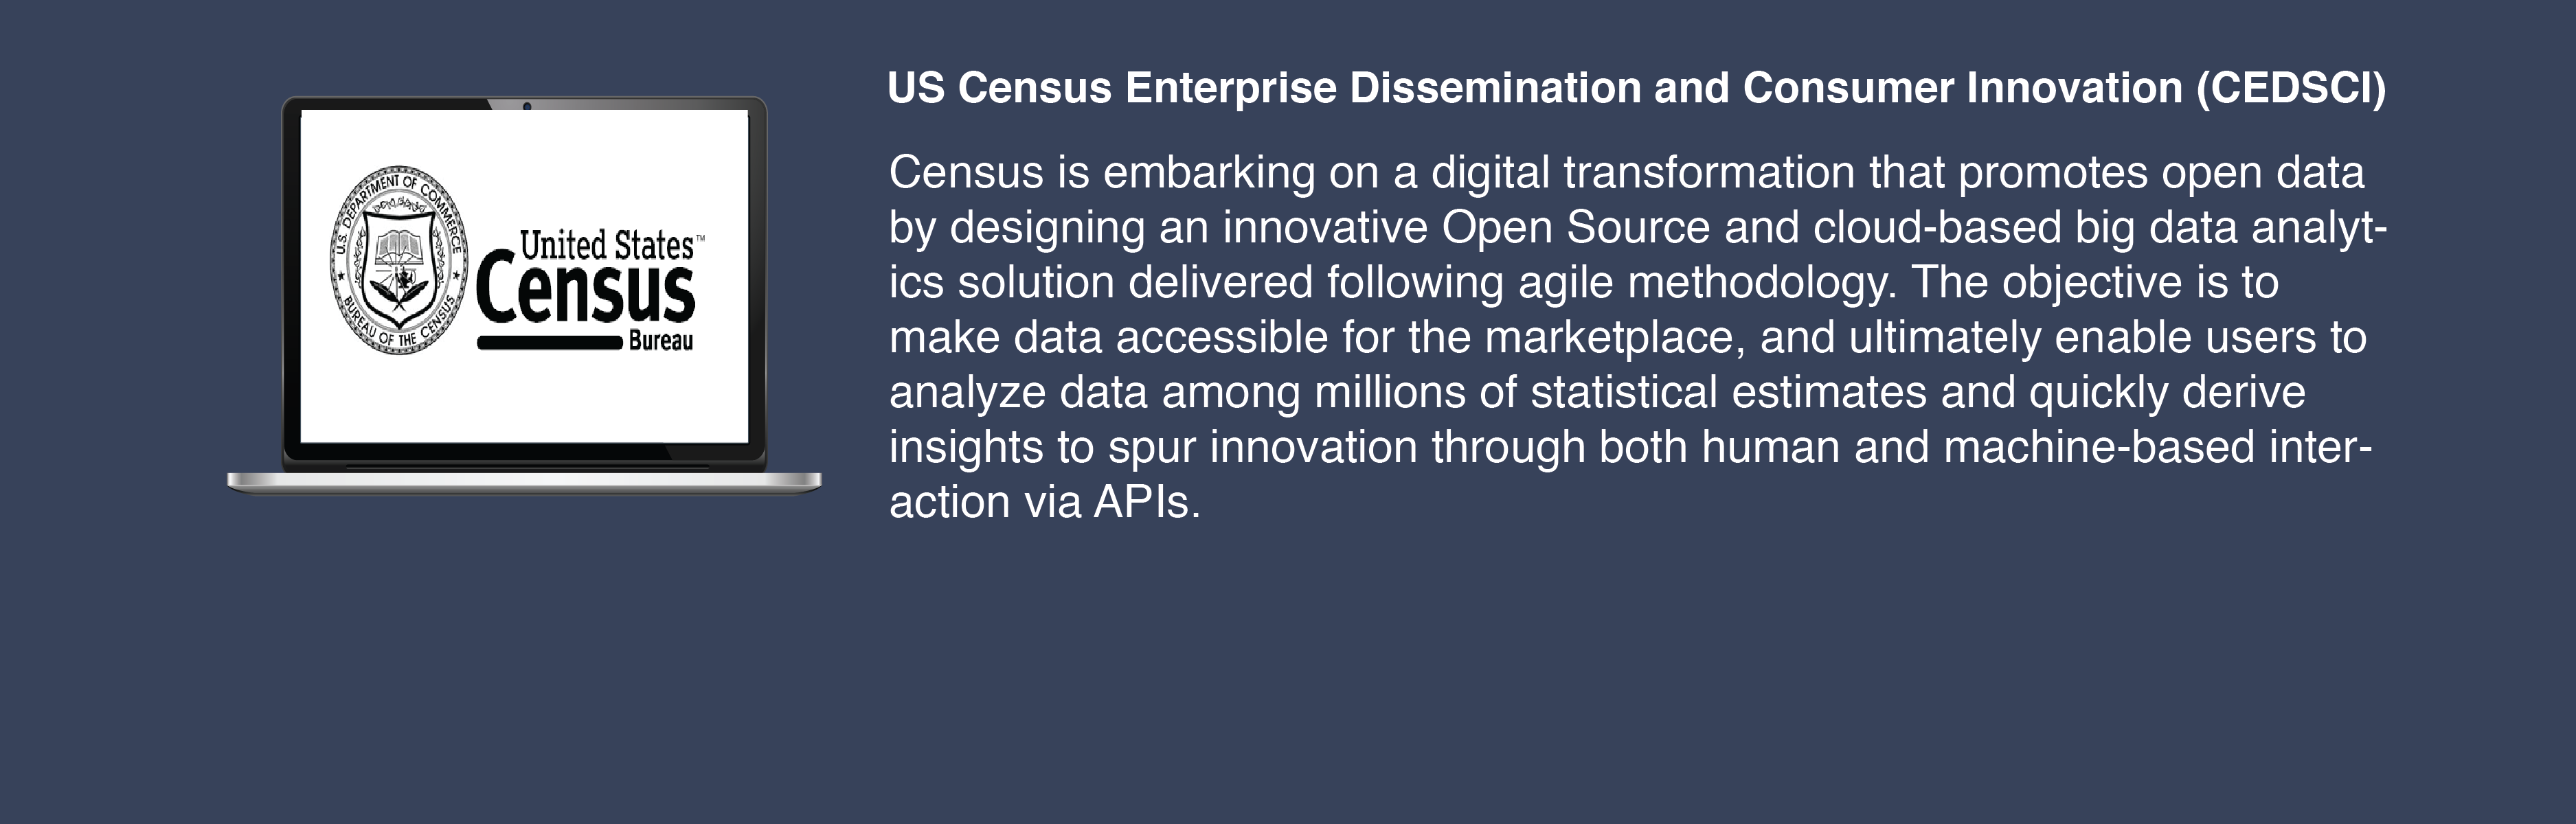 US Census Enterprise Dissemination and Consumer Innovation (CEDSCI)
Census is embarking on a digital transformation that promotes open data
by designing an innovative Open Source and cloud-based big data analyt-
ics solution delivered following agile methodology. The objective is to
make data accessible for the marketplace, and ultimately enable users to
analyze data among millions of statistical estimates and quickly derive
insights to spur innovation through both human and machine-based inter-
action via APIs.
U.S. DEPARTMENT OF COMMERCE
BUREAU OF THE CENSUS
United States™
Census
Bureau